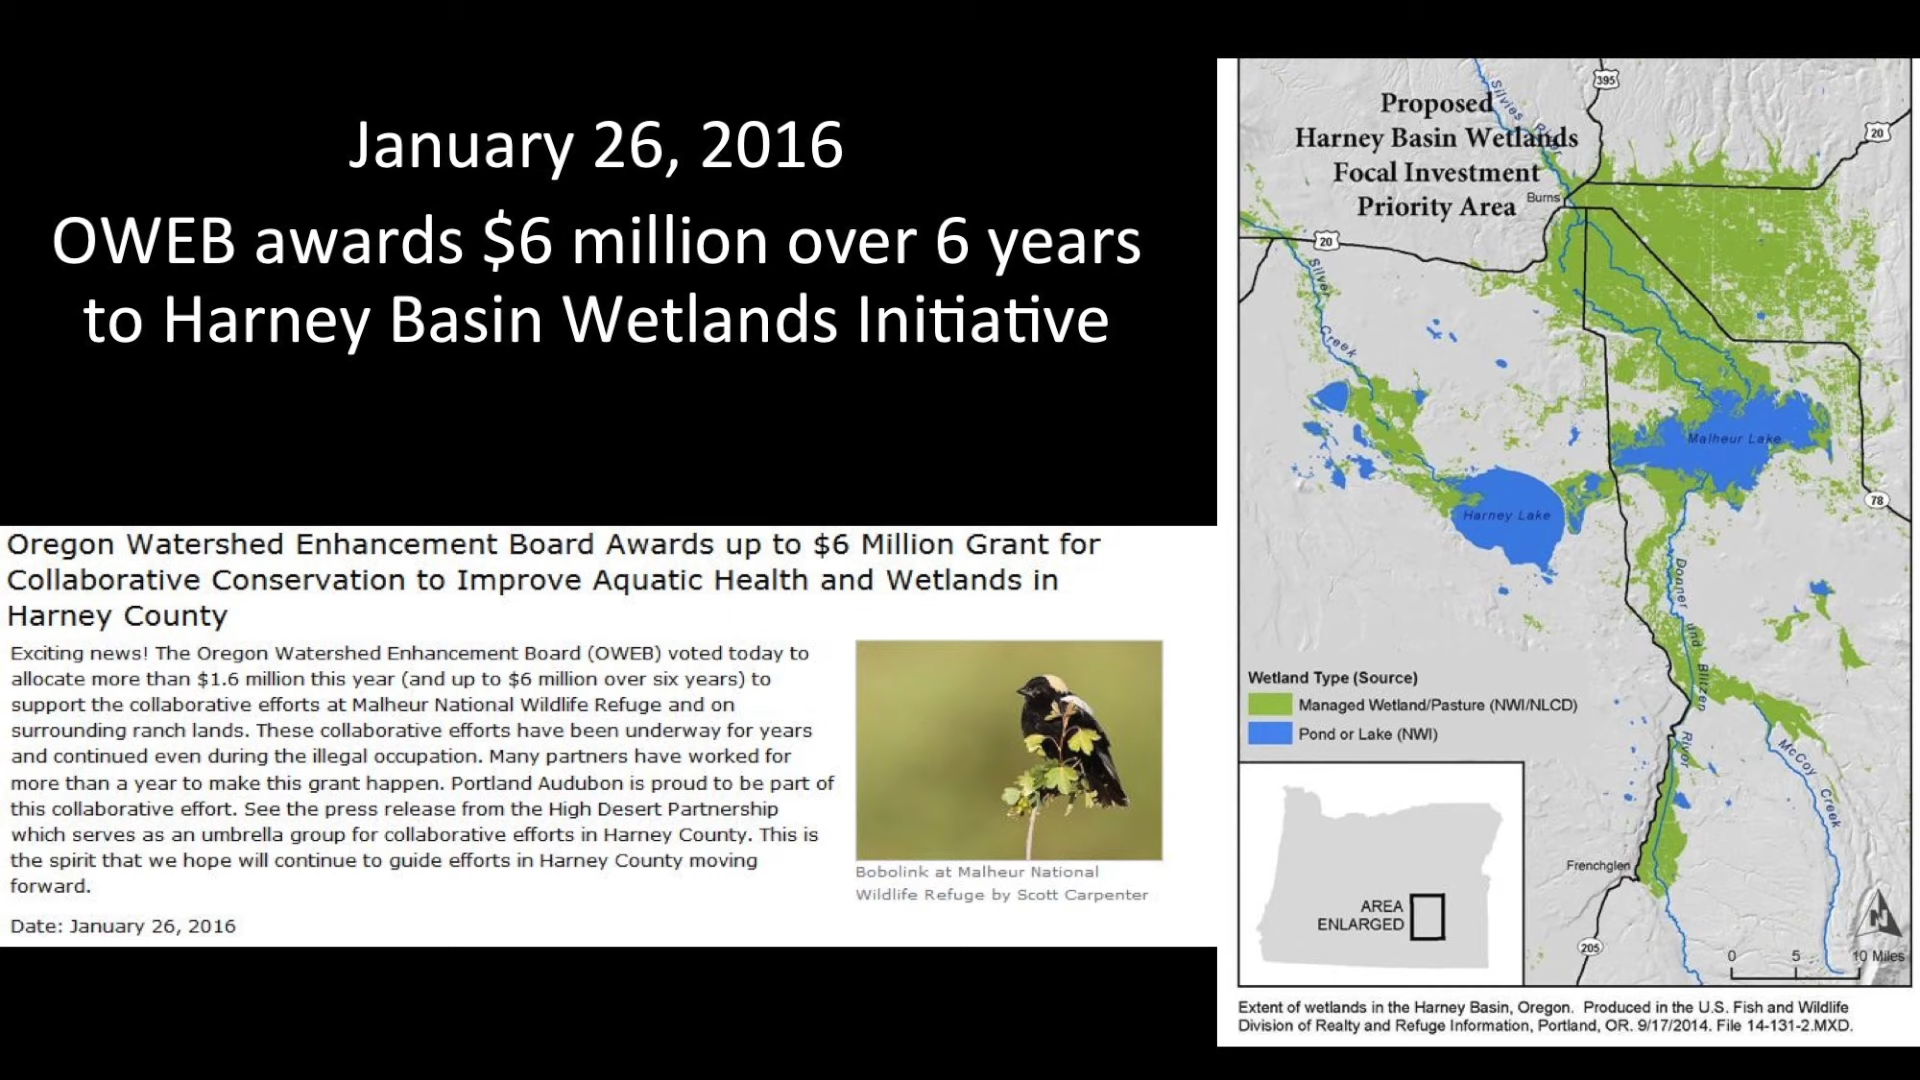 January 26, 2016
OWEB awards $6 million over 6 years
to Harney Basin Wetlands Initiative
Oregon Watershed Enhancement Board Awards up to $6 Million Grant for
Collaborative Conservation to Improve Aquatic Health and Wetlands in
Harney County
Exciting news! The Oregon Watershed Enhancement Board (OWEB) voted today to
allocate more than $1.6 million this year (and up to $6 million over six years) to
support the collaborative efforts at Malheur National Wildlife Refuge and on
surrounding ranch lands. These collaborative efforts have been underway for years
and continued even during the illegal occupation. Many partners have worked for
more than a year to make this grant happen. Portland Audubon is proud to be part of
this collaborative effort. See the press release from the High Desert Partnership
which serves as an umbrella group for collaborative efforts in Harney County. This is
the spirit that we hope will continue to guide efforts in Harney County moving
forward.
Date: January 26, 2016
Bobolink at Malheur National
Wildlife Refuge by Scott Carpenter
Proposed
Harney Basin Wetlands
Focal Investment
Priority Area
Silvies River
395
20
Burns
20
Silver
Creek
Malheur Lake
Harney Lake
78
Donner und Blitzen
River
McCoy Creek
Wetland Type (Source)
Managed Wetland/Pasture (NWI/NLCD)
Pond or Lake (NWI)
Frenchglen
AREA
ENLARGED
205
N
0 5 10 Miles
Extent of wetlands in the Harney Basin, Oregon. Produced in the U.S. Fish and Wildlife
Division of Realty and Refuge Information, Portland, OR. 9/17/2014. File 14-131-2.MXD.